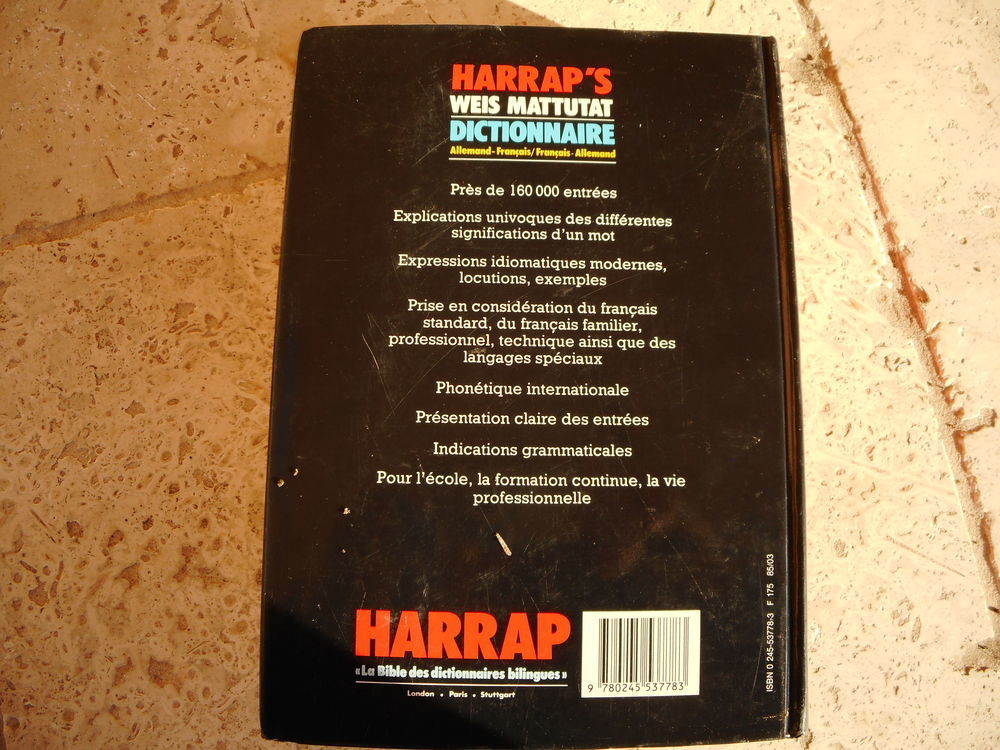 HARRAP'S
WEIS MATTUTAT
DICTIONNAIRE
Allemand-Français/Français-Allemand
Près de 160 000 entrées
Explications univoques des différentes
significations d'un mot
Expressions idiomatiques modernes,
locutions, exemples
Prise en considération du français
standard, du français familier,
professionnel, technique ainsi que des
langages spéciaux
Phonétique internationale
Présentation claire des entrées
Indications grammaticales
Pour l'école, la formation continue, la vie
professionnelle
HARRAP
«La Bible des dictionnaires bilingues»
London • Paris • Stuttgart
9 780245 537783
ISBN 0 245-53778-3 F 175 85/03